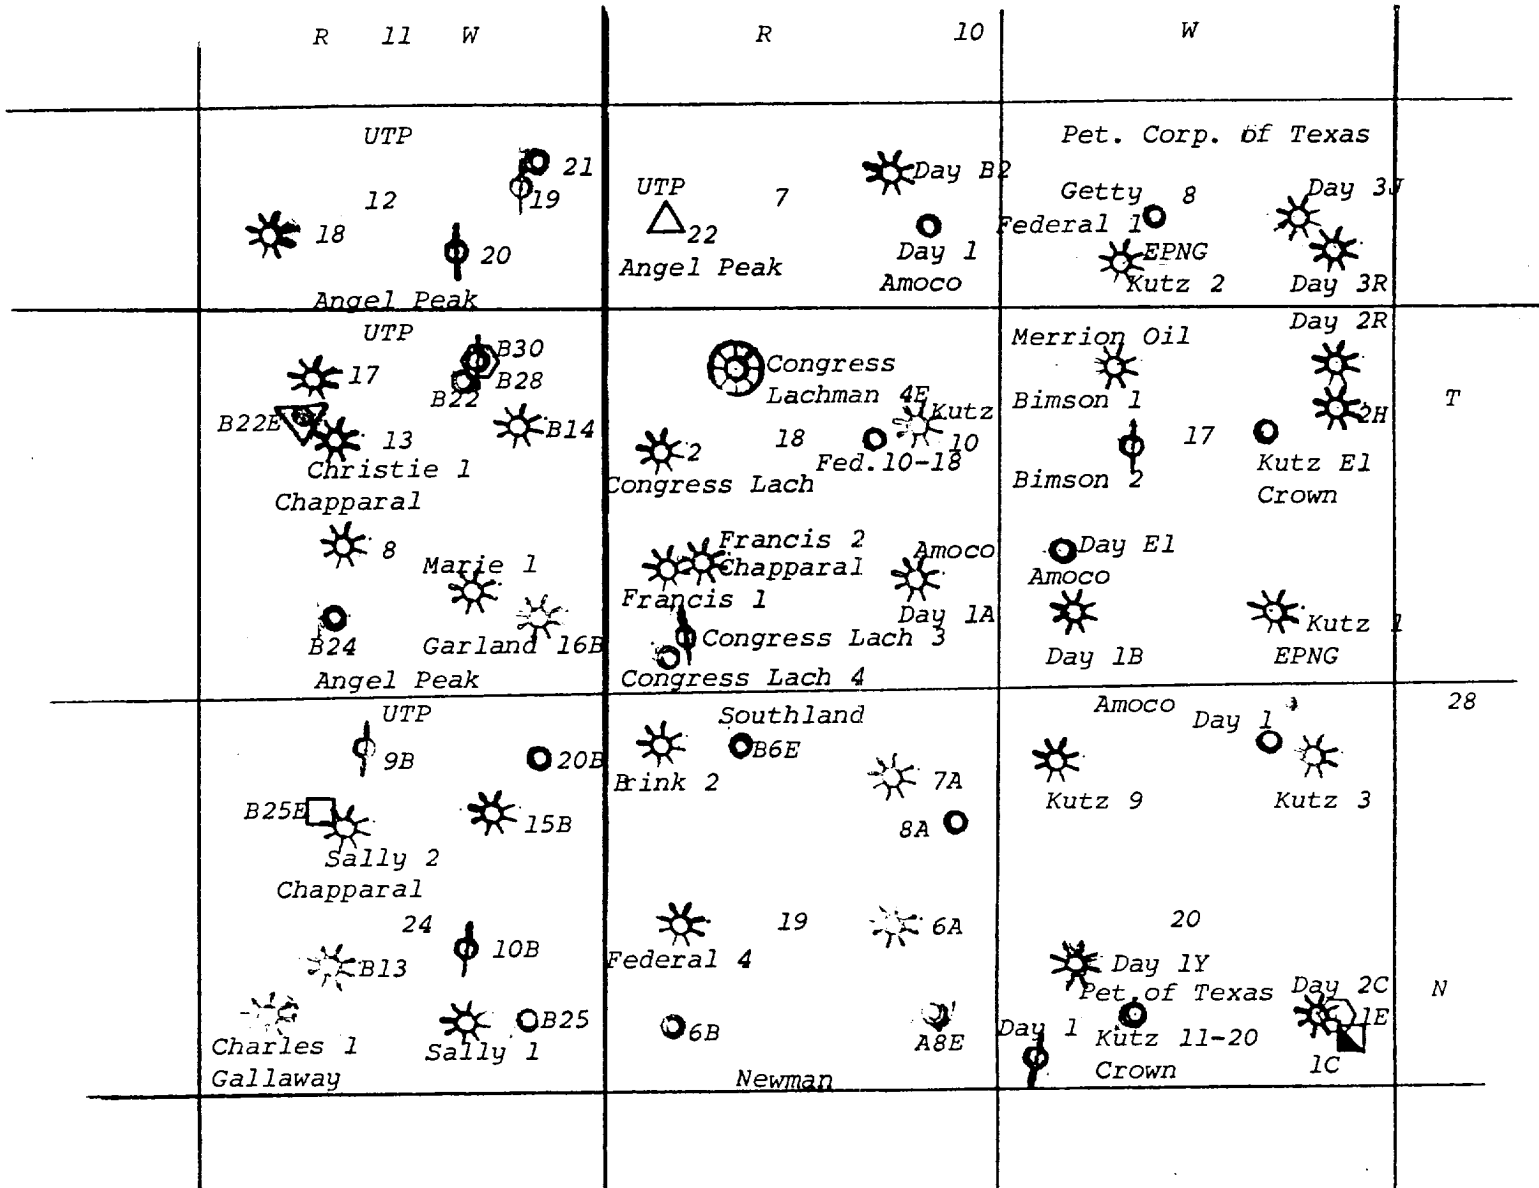 R 11 W
R 10 W
UTP
21
19
12
18
20
Angel Peak
UTP
7
Day B2
22
Day 1
Angel Peak
Amoco
Pet. Corp. of Texas
Getty 8
Day 3J
Federal 1
EPNG
Kutz 2
Day 3R
UTP
B30
17
B28
B22
B22E
B14
13
Christie 1
Chapparal
8
Marie 1
B24
Garland 16B
Angel Peak
Congress
Lachman 4E
Kutz
10
2
18
Fed.10-18
Congress Lach
Francis 2
Chapparal
Amoco
Francis 1
Day 1A
Congress Lach 3
Congress Lach 4
Day 2R
Merrion Oil
Bimson 1
2H
17
Bimson 2
Kutz E1
Crown
Day E1
Amoco
Kutz 1
Day 1B
EPNG
T
28
N
UTP
9B
20B
B25E
15B
Sally 2
Chapparal
24
10B
B13
B25
Charles 1
Sally 1
Gallaway
Southland
B6E
Brink 2
7A
8A
19
6A
Federal 4
6B
A8E
Newman
Amoco
Day 1
Kutz 9
Kutz 3
20
Day 1Y
Pet of Texas
Day 2C
1E
Day 1
Kutz 11-20
Crown
1C